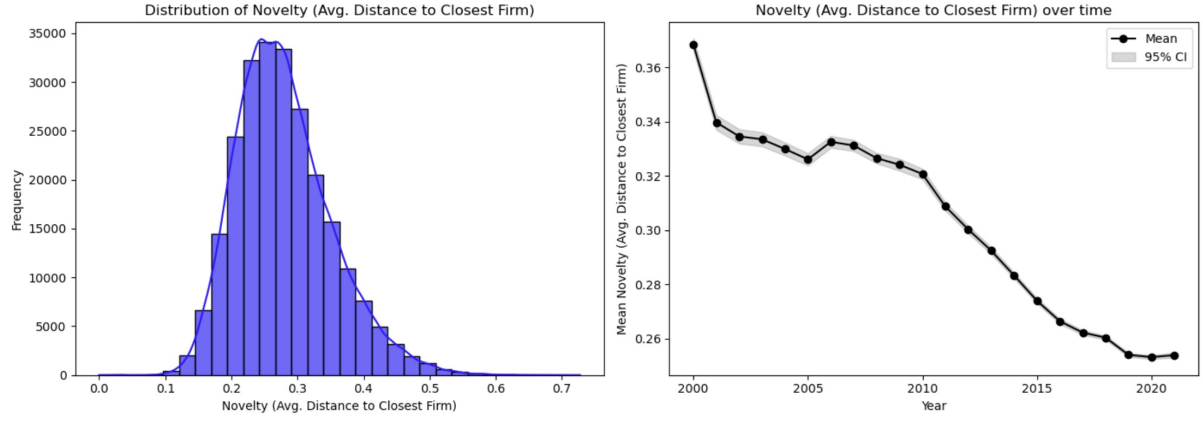 Distribution of Novelty (Avg. Distance to Closest Firm)
Frequency
35000
30000
25000
20000
15000
10000
5000
0
0.0 0.1 0.2 0.3 0.4 0.5 0.6 0.7
Novelty (Avg. Distance to Closest Firm)
Novelty (Avg. Distance to Closest Firm) over time
Mean
95% CI
Mean Novelty (Avg. Distance to Closest Firm)
0.36
0.34
0.32
0.30
0.28
0.26
2000 2005 2010 2015 2020
Year